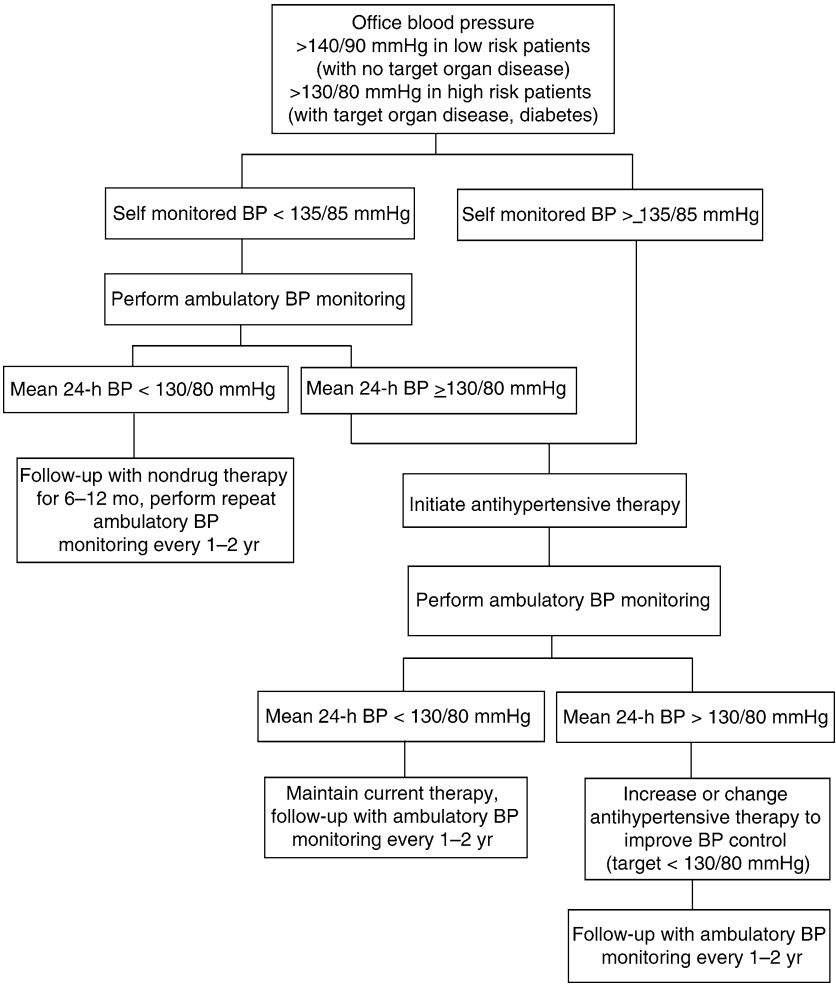 Office blood pressure
>140/90 mmHg in low risk patients
(with no target organ disease)
>130/80 mmHg in high risk patients
(with target organ disease, diabetes)
Self monitored BP < 135/85 mmHg
Self monitored BP >_135/85 mmHg
Perform ambulatory BP monitoring
Mean 24-h BP < 130/80 mmHg
Mean 24-h BP ≥130/80 mmHg
Follow-up with nondrug therapy
for 6–12 mo, perform repeat
ambulatory BP
monitoring every 1–2 yr
Initiate antihypertensive therapy
Perform ambulatory BP monitoring
Mean 24-h BP < 130/80 mmHg
Mean 24-h BP > 130/80 mmHg
Maintain current therapy,
follow-up with ambulatory BP
monitoring every 1–2 yr
Increase or change
antihypertensive therapy to
improve BP control
(target < 130/80 mmHg)
Follow-up with ambulatory BP
monitoring every 1–2 yr